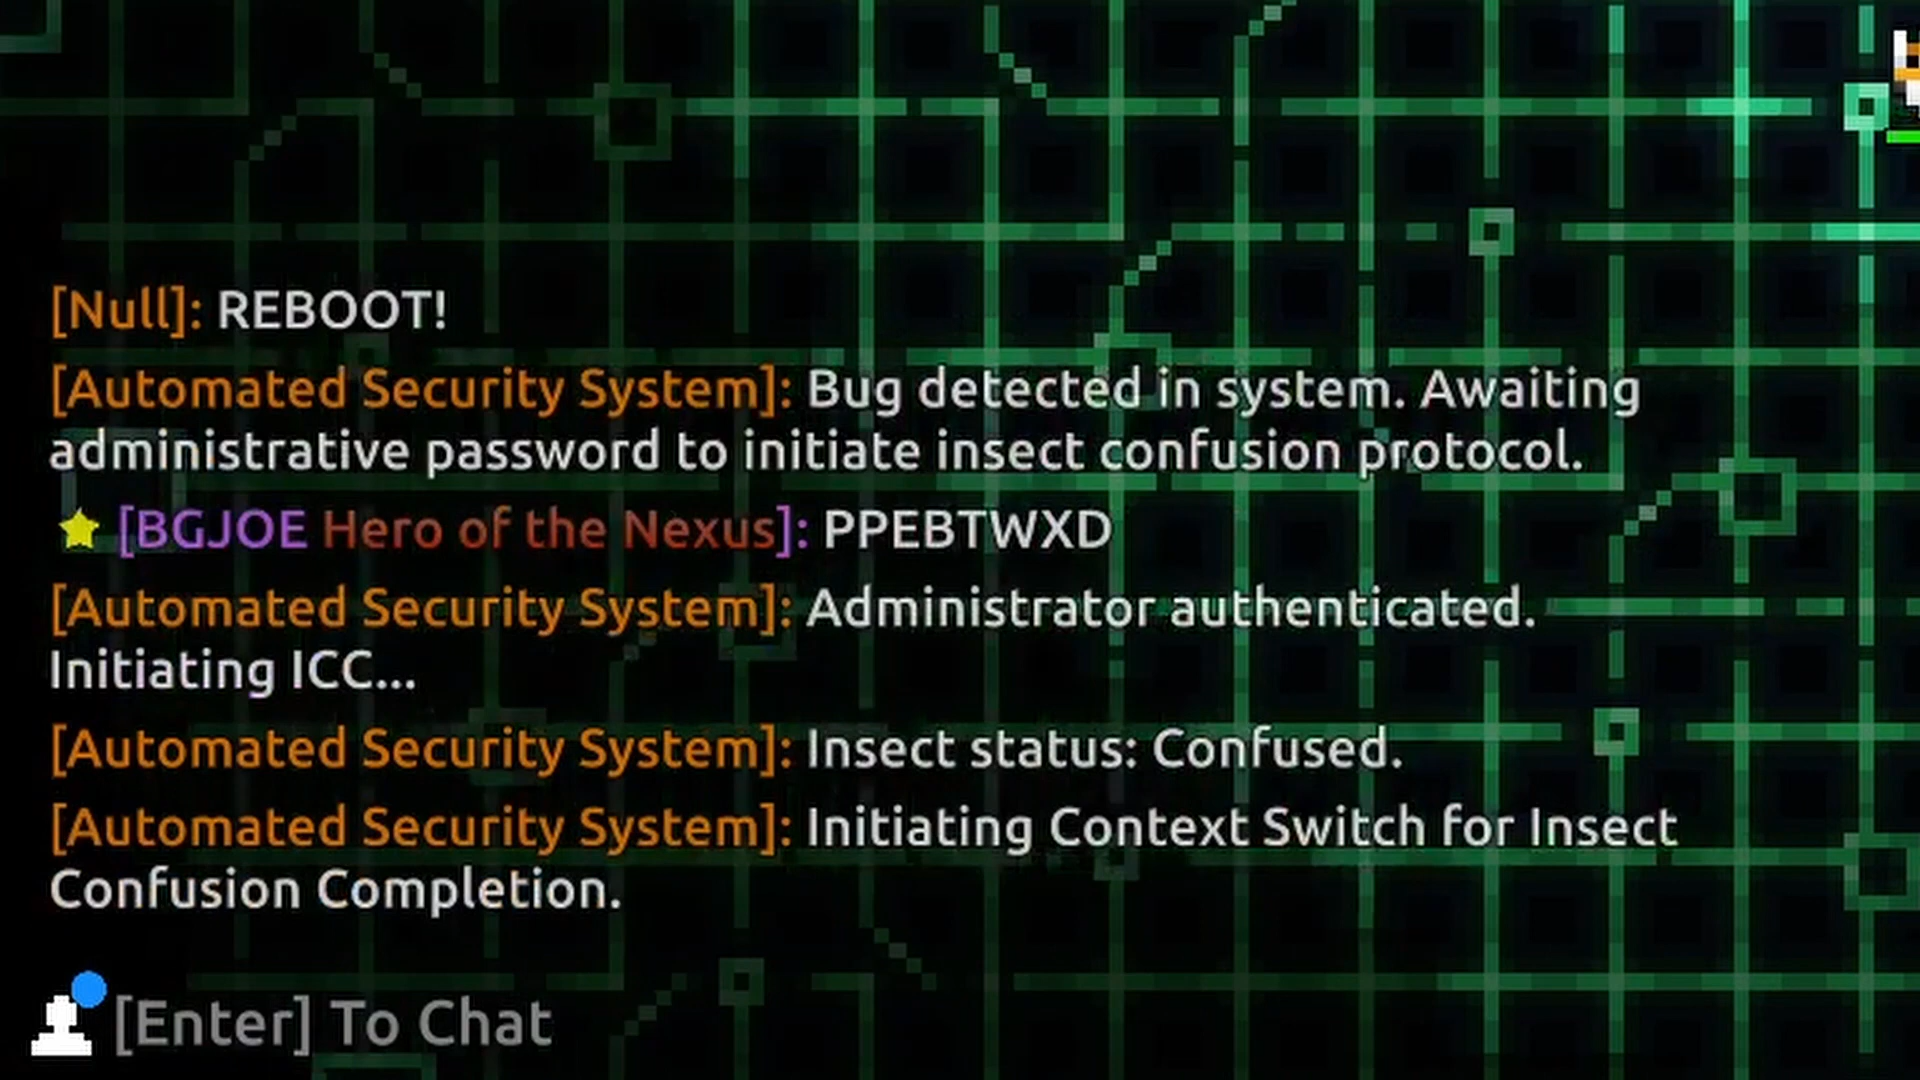 [Null]: REBOOT!
[Automated Security System]: Bug detected in system. Awaiting
administrative password to initiate insect confusion protocol.
[BGJOE Hero of the Nexus]: PPEBTWXD
[Automated Security System]: Administrator authenticated.
Initiating ICC...
[Automated Security System]: Insect status: Confused.
[Automated Security System]: Initiating Context Switch for Insect
Confusion Completion.
[Enter] To Chat